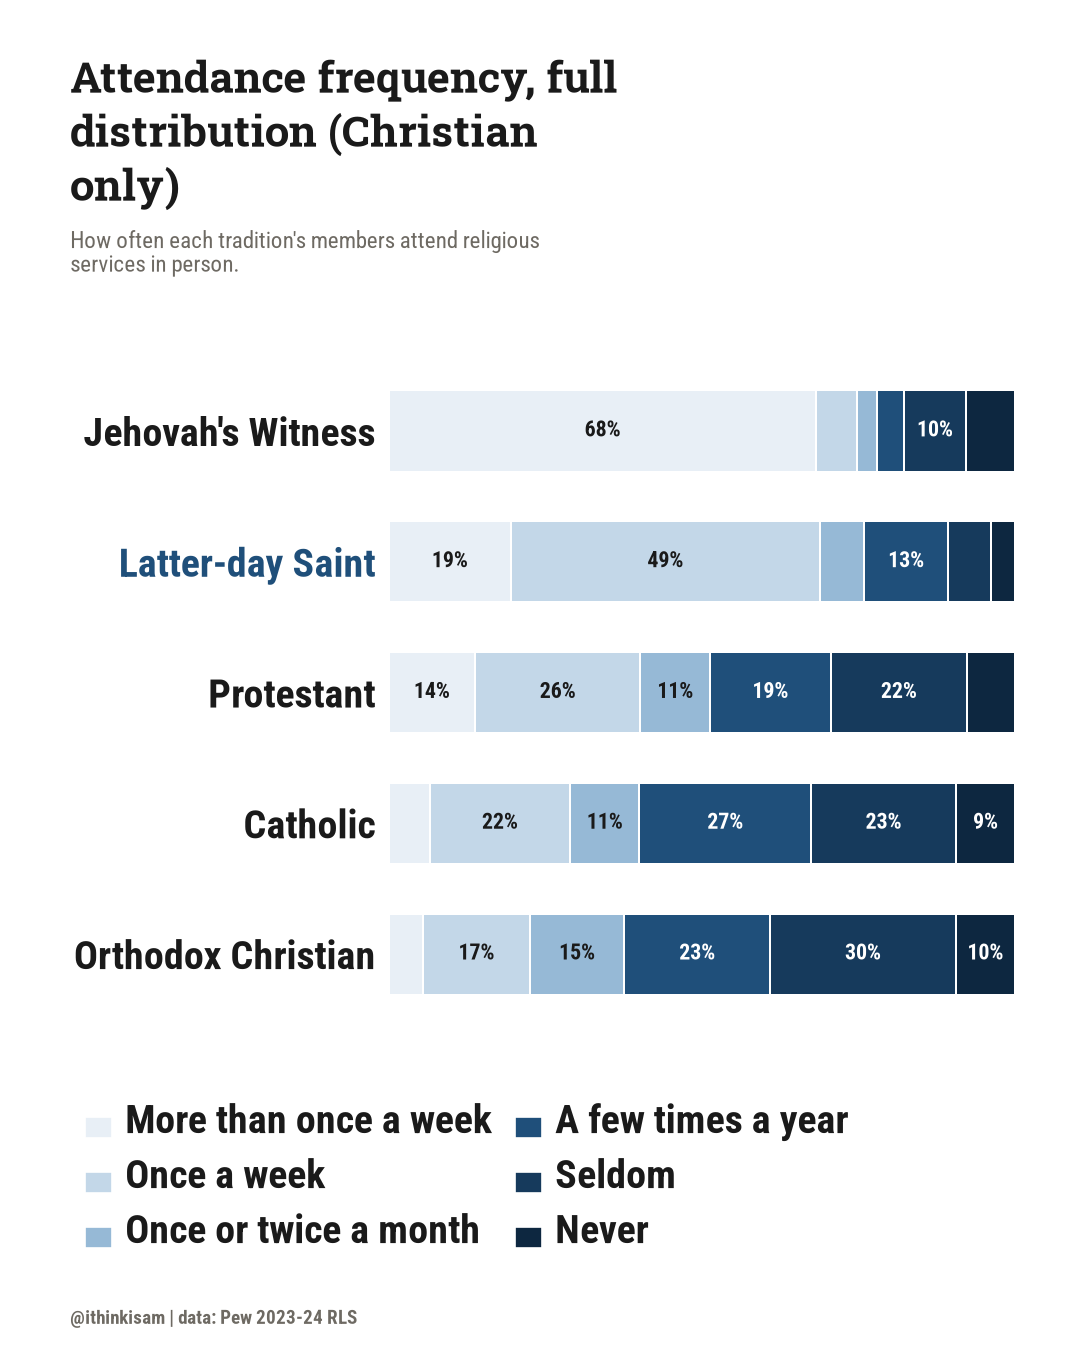 Attendance frequency, full
distribution (Christian
only)
How often each tradition's members attend religious
services in person.
Jehovah's Witness 68% 10%
Latter-day Saint 19% 49% 13%
Protestant 14% 26% 11% 19% 22%
Catholic 22% 11% 27% 23% 9%
Orthodox Christian 17% 15% 23% 30% 10%
More than once a week A few times a year
Once a week Seldom
Once or twice a month Never
@ithinkisam | data: Pew 2023-24 RLS